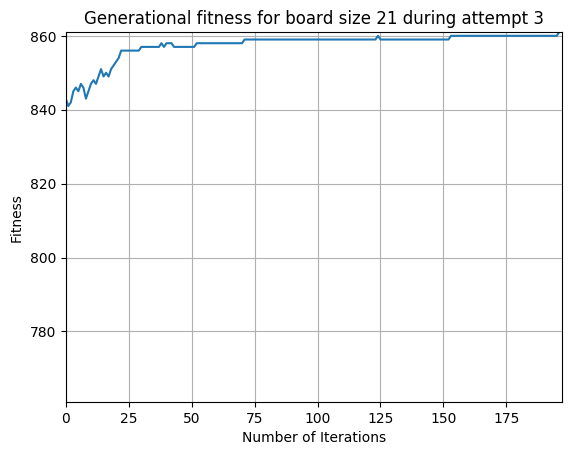 Generational fitness for board size 21 during attempt 3
860
840
820
800
780
Fitness
0 25 50 75 100 125 150 175
Number of Iterations